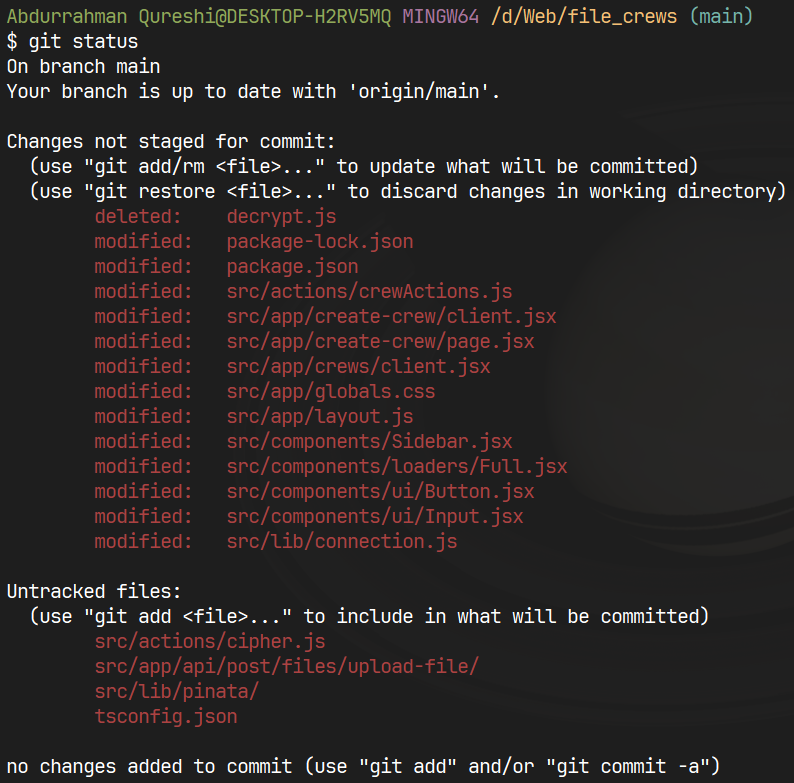 Abdurrahman Qureshi@DESKTOP-H2RV5MQ MINGW64 /d/Web/file_crews (main)
$ git status
On branch main
Your branch is up to date with 'origin/main'.
Changes not staged for commit:
(use "git add/rm <file>..." to update what will be committed)
(use "git restore <file>..." to discard changes in working directory)
deleted: decrypt.js
modified: package-lock.json
modified: package.json
modified: src/actions/crewActions.js
modified: src/app/create-crew/client.jsx
modified: src/app/create-crew/page.jsx
modified: src/app/crews/client.jsx
modified: src/app/globals.css
modified: src/app/layout.js
modified: src/components/Sidebar.jsx
modified: src/components/loaders/Full.jsx
modified: src/components/ui/Button.jsx
modified: src/components/ui/Input.jsx
modified: src/lib/connection.js
Untracked files:
(use "git add <file>..." to include in what will be committed)
src/actions/cipher.js
src/app/api/post/files/upload-file/
src/lib/pinata/
tsconfig.json
no changes added to commit (use "git add" and/or "git commit -a")